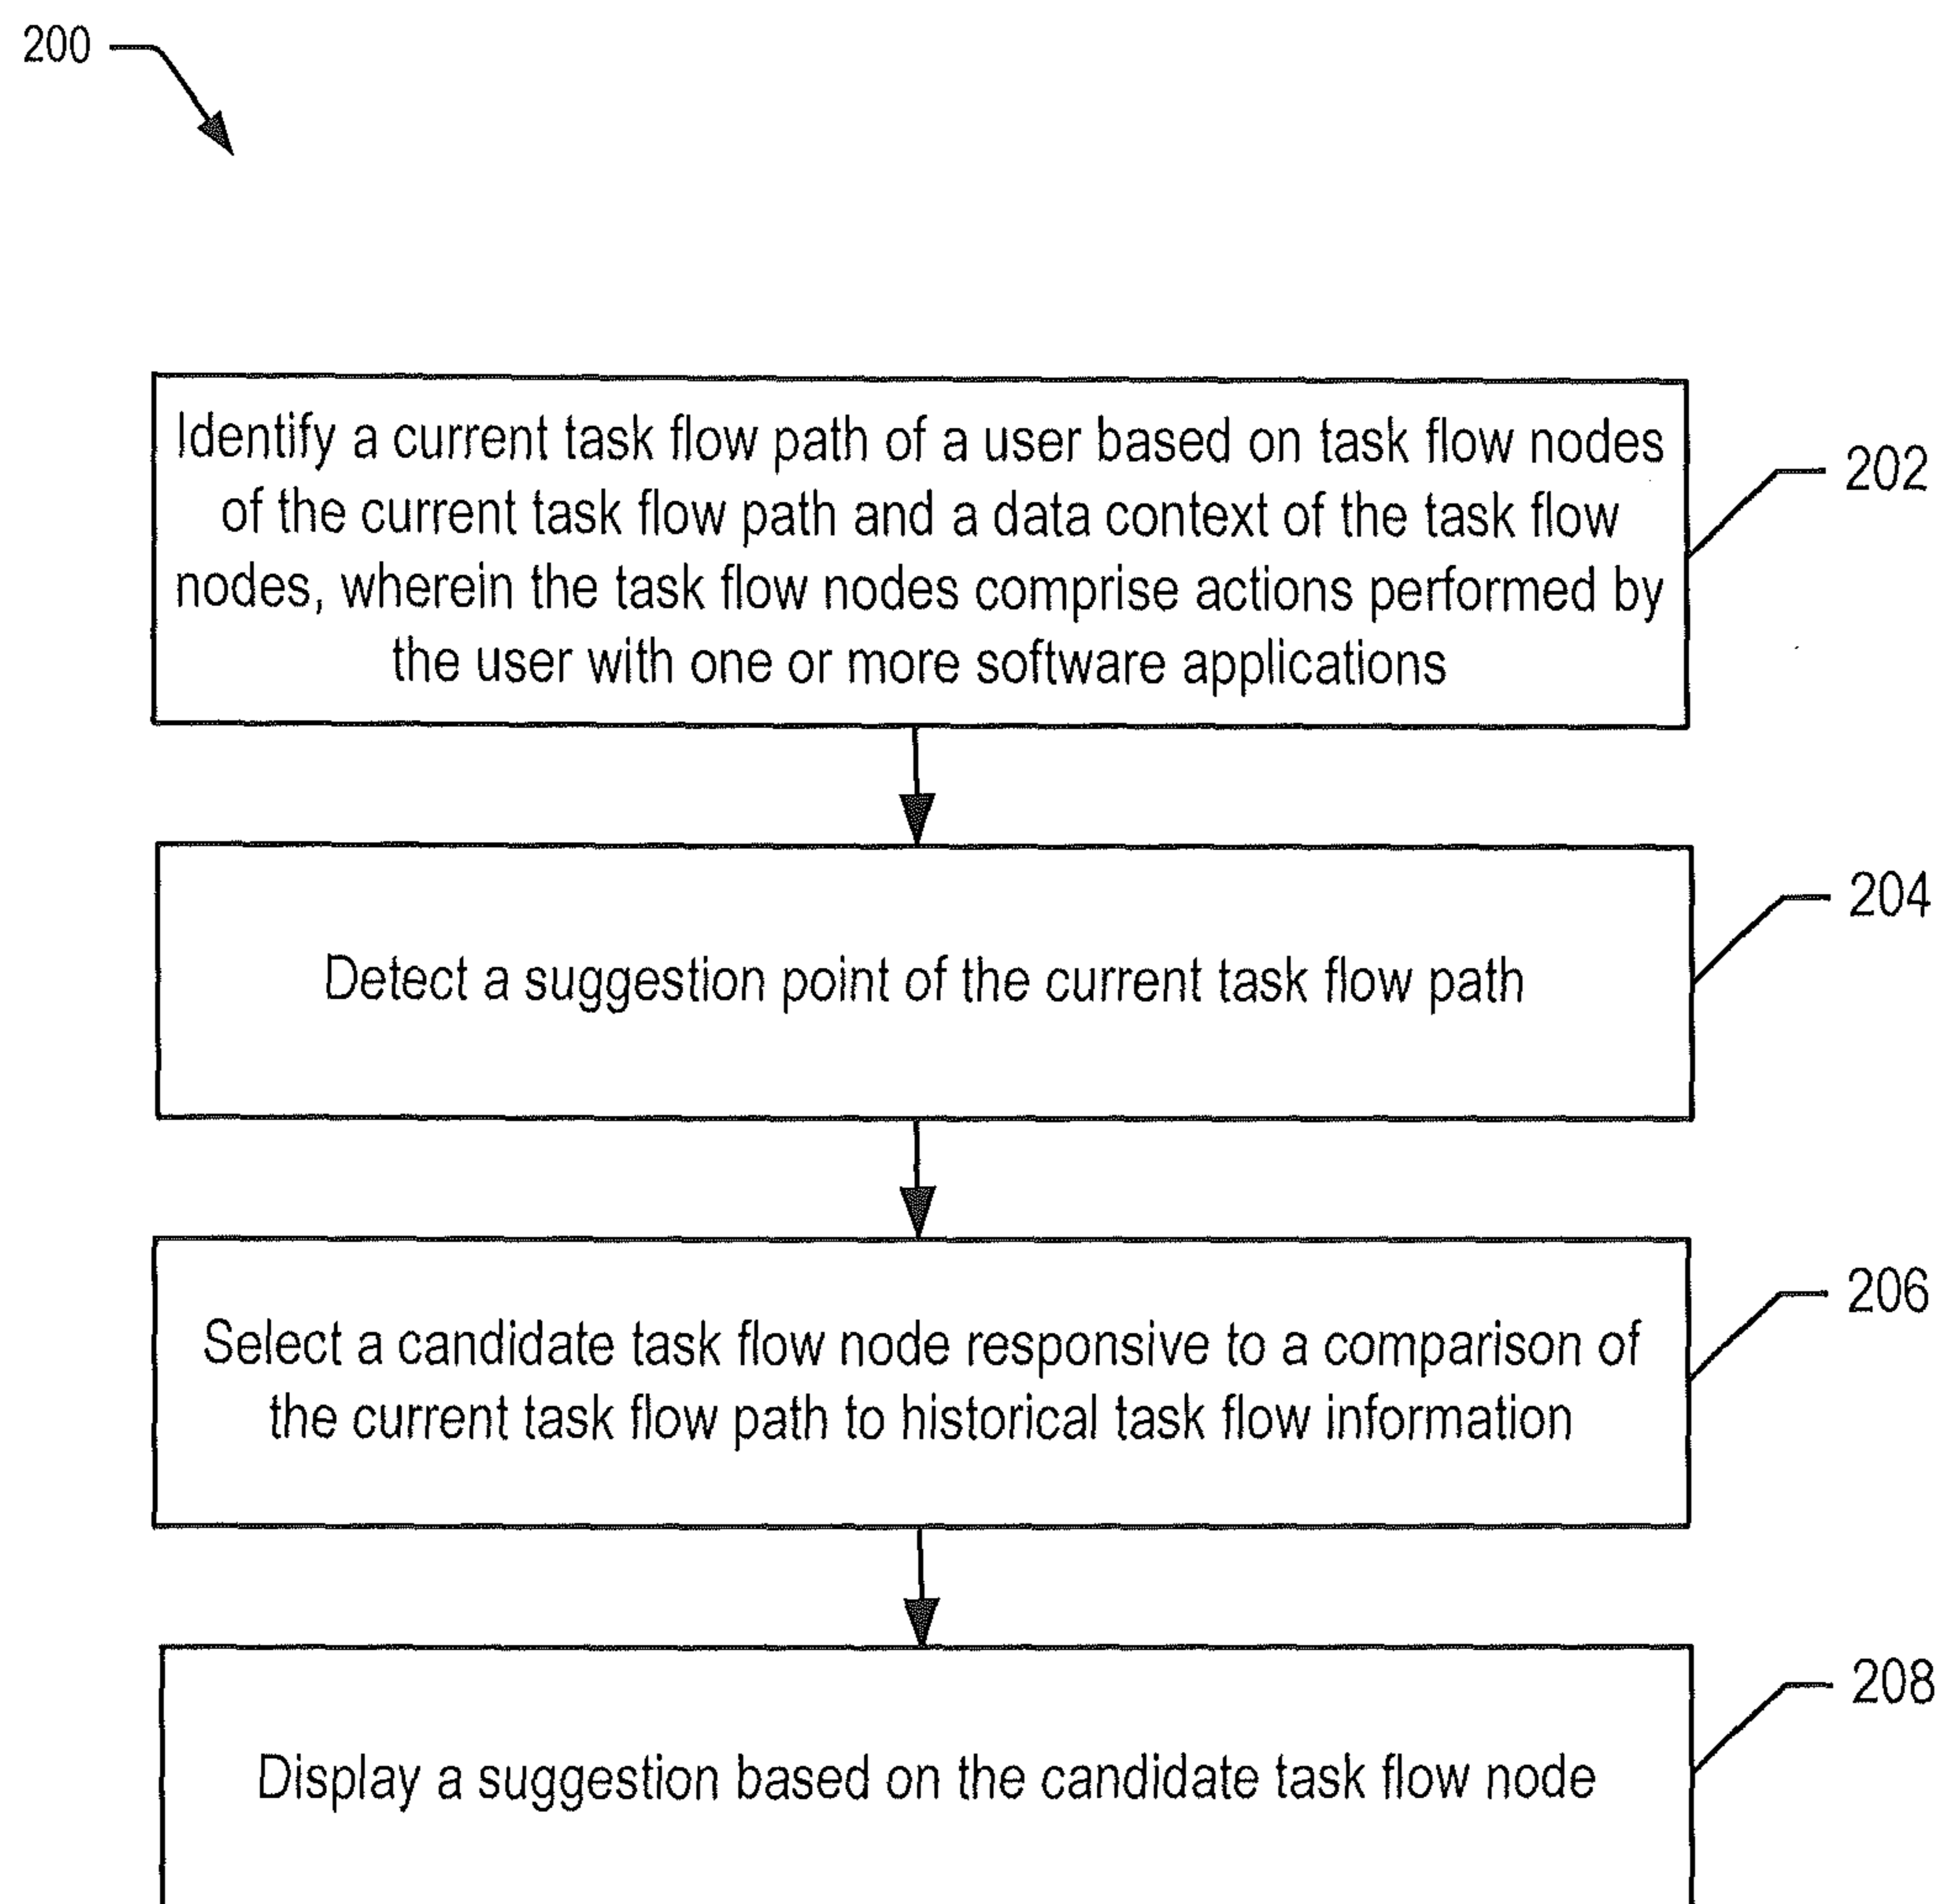 200
Identify a current task flow path of a user based on task flow nodes
of the current task flow path and a data context of the task flow
nodes, wherein the task flow nodes comprise actions performed by
the user with one or more software applications
202
Detect a suggestion point of the current task flow path
204
Select a candidate task flow node responsive to a comparison of
the current task flow path to historical task flow information
206
Display a suggestion based on the candidate task flow node
208